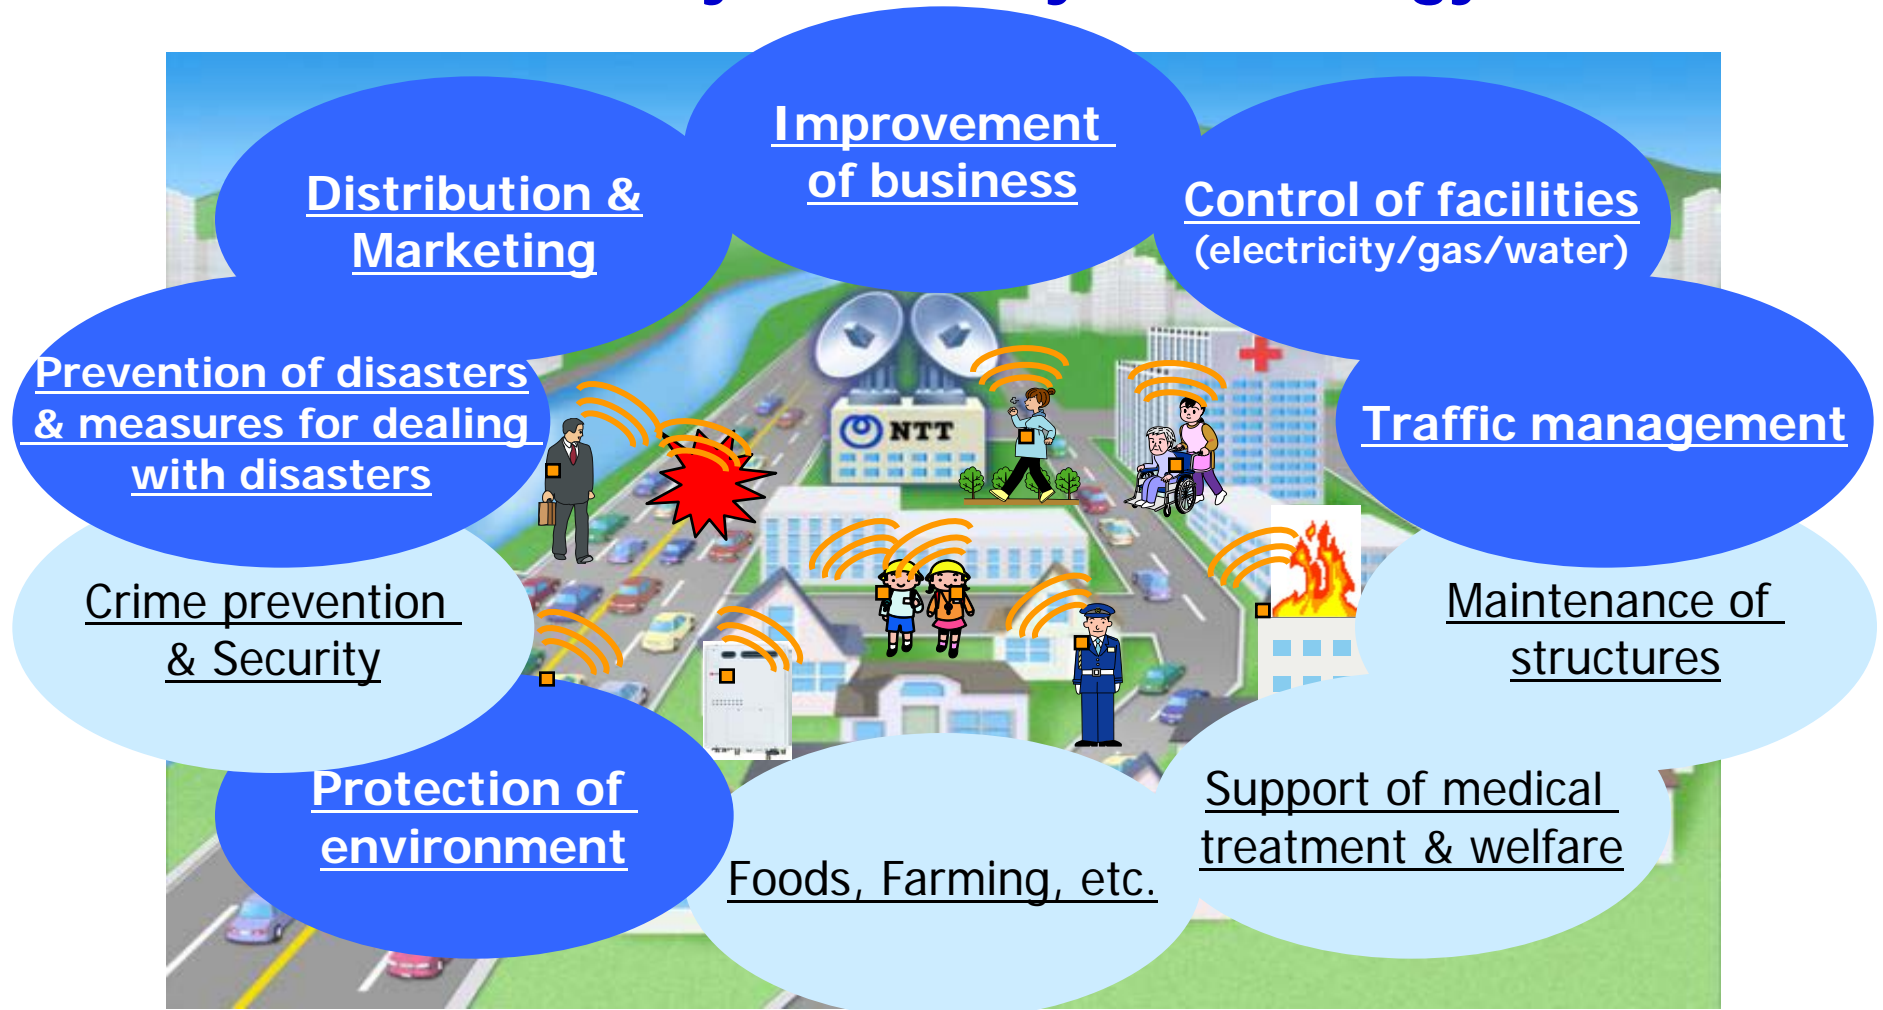 Improvement
of business
Distribution &
Marketing
Control of facilities
(electricity/gas/water)
Prevention of disasters
& measures for dealing
with disasters
NTT
Traffic management
Crime prevention
& Security
Maintenance of
structures
Protection of
environment
Foods, Farming, etc.
Support of medical
treatment & welfare